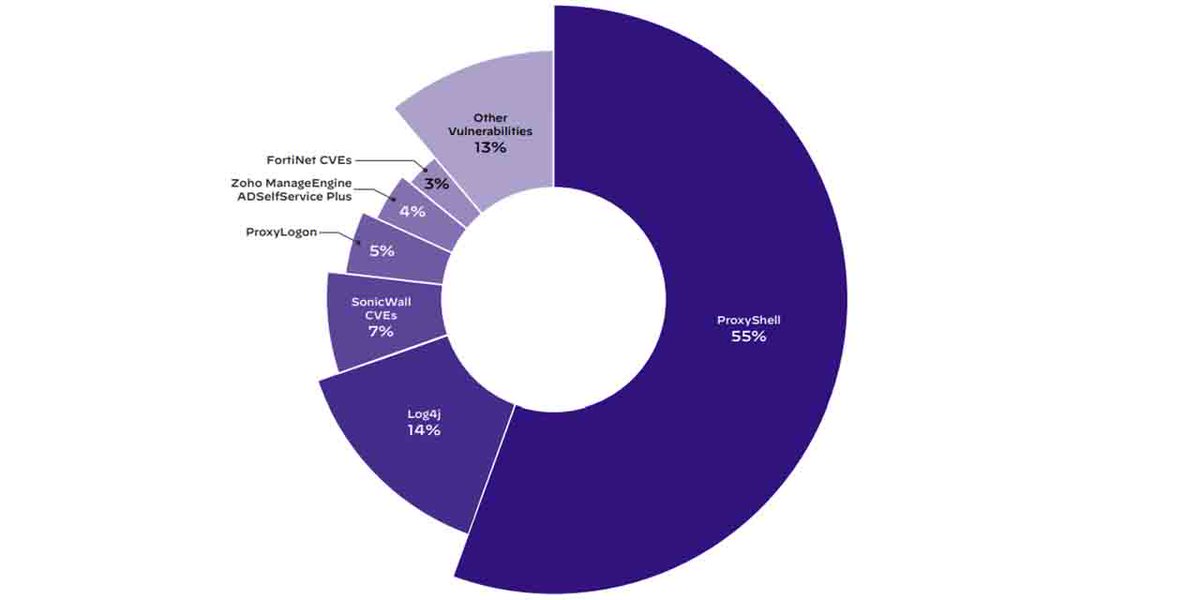 Other
Vulnerabilities
13%
FortiNet CVEs
3%
Zoho ManageEngine
ADSelfService Plus
4%
ProxyLogon
5%
SonicWall
CVEs
7%
ProxyShell
55%
Log4j
14%